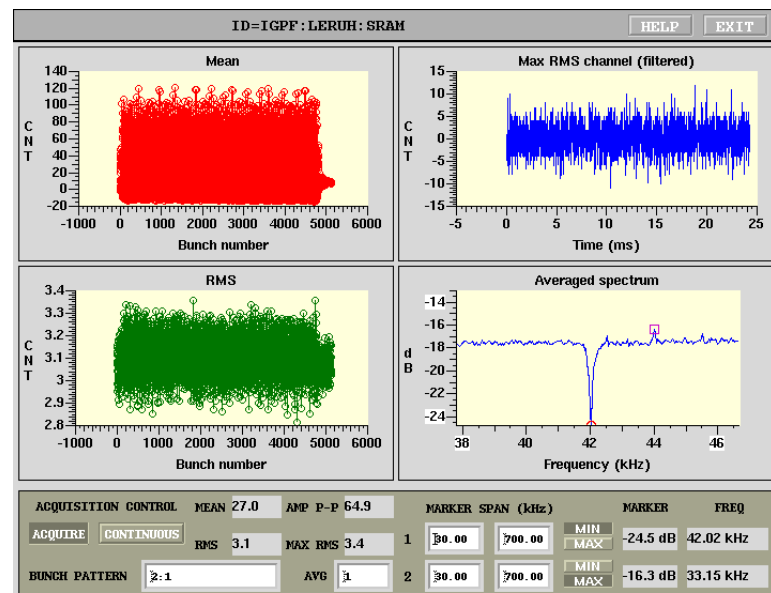 ID=IGPF:LERUH:SRAM HELP EXIT
Mean
140
120
100
80
60
40
20
0
-20
CNT
-1000 0 1000 2000 3000 4000 5000 6000
Bunch number
Max RMS channel (filtered)
15
10
5
0
-5
-10
-15
CNT
-5 0 5 10 15 20 25
Time (ms)
RMS
3.4
3.3
3.2
3.1
3
2.9
2.8
CNT
-1000 0 1000 2000 3000 4000 5000 6000
Bunch number
Averaged spectrum
-14
-16
-18
-20
-22
-24
dB
38 40 42 44 46
Frequency (kHz)
ACQUISITION CONTROL MEAN 27.0 AMP P-P 64.9 MARKER SPAN (kHz) MARKER FREQ
ACQUIRE CONTINUOUS RMS 3.1 MAX RMS 3.4 1 30.00 700.00 MIN MAX -24.5 dB 42.02 kHz
BUNCH PATTERN 2:1 AVG 1 2 30.00 700.00 MIN MAX -16.3 dB 33.15 kHz